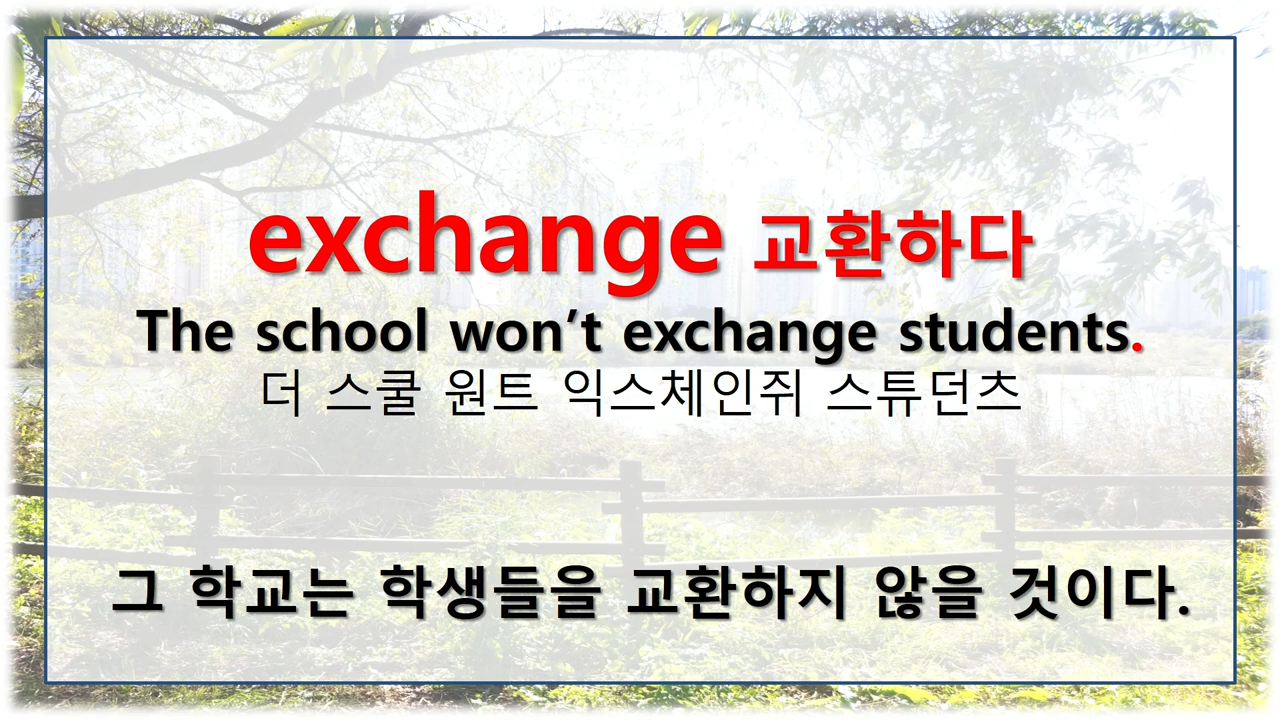 exchange 교환하다
The school won’t exchange students.
더 스쿨 원트 익스체인쥐 스튜던츠
그 학교는 학생들을 교환하지 않을 것이다.